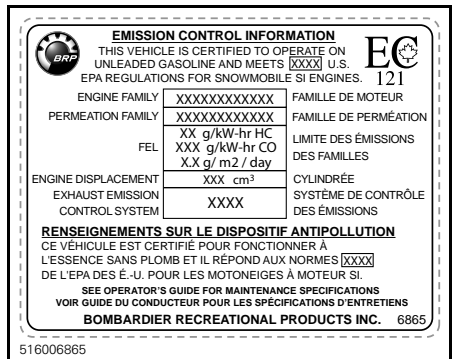 EMISSION CONTROL INFORMATION
BRP
THIS VEHICLE IS CERTIFIED TO OPERATE ON
UNLEADED GASOLINE AND MEETS XXXX U.S.
EPA REGULATIONS FOR SNOWMOBILE SI ENGINES.
EC
121
ENGINE FAMILY XXXXXXXXXXXX FAMILLE DE MOTEUR
PERMEATION FAMILY XXXXXXXXXXXX FAMILLE DE PERMÉATION
FEL
XX g/kW-hr HC
XXX g/kW-hr CO
X.X g/ m2 / day
LIMITE DES ÉMISSIONS
DES FAMILLES
ENGINE DISPLACEMENT XXX cm³ CYLINDRÉE
EXHAUST EMISSION
CONTROL SYSTEM
XXXX
SYSTÈME DE CONTRÔLE
DES ÉMISSIONS
RENSEIGNEMENTS SUR LE DISPOSITIF ANTIPOLLUTION
CE VÉHICULE EST CERTIFIÉ POUR FONCTIONNER À
L'ESSENCE SANS PLOMB ET IL RÉPOND AUX NORMES XXXX
DE L'EPA DES É.-U. POUR LES MOTONEIGES À MOTEUR SI.
SEE OPERATOR'S GUIDE FOR MAINTENANCE SPECIFICATIONS
VOIR GUIDE DU CONDUCTEUR POUR LES SPÉCIFICATIONS D'ENTRETIENS
BOMBARDIER RECREATIONAL PRODUCTS INC. 6865
516006865